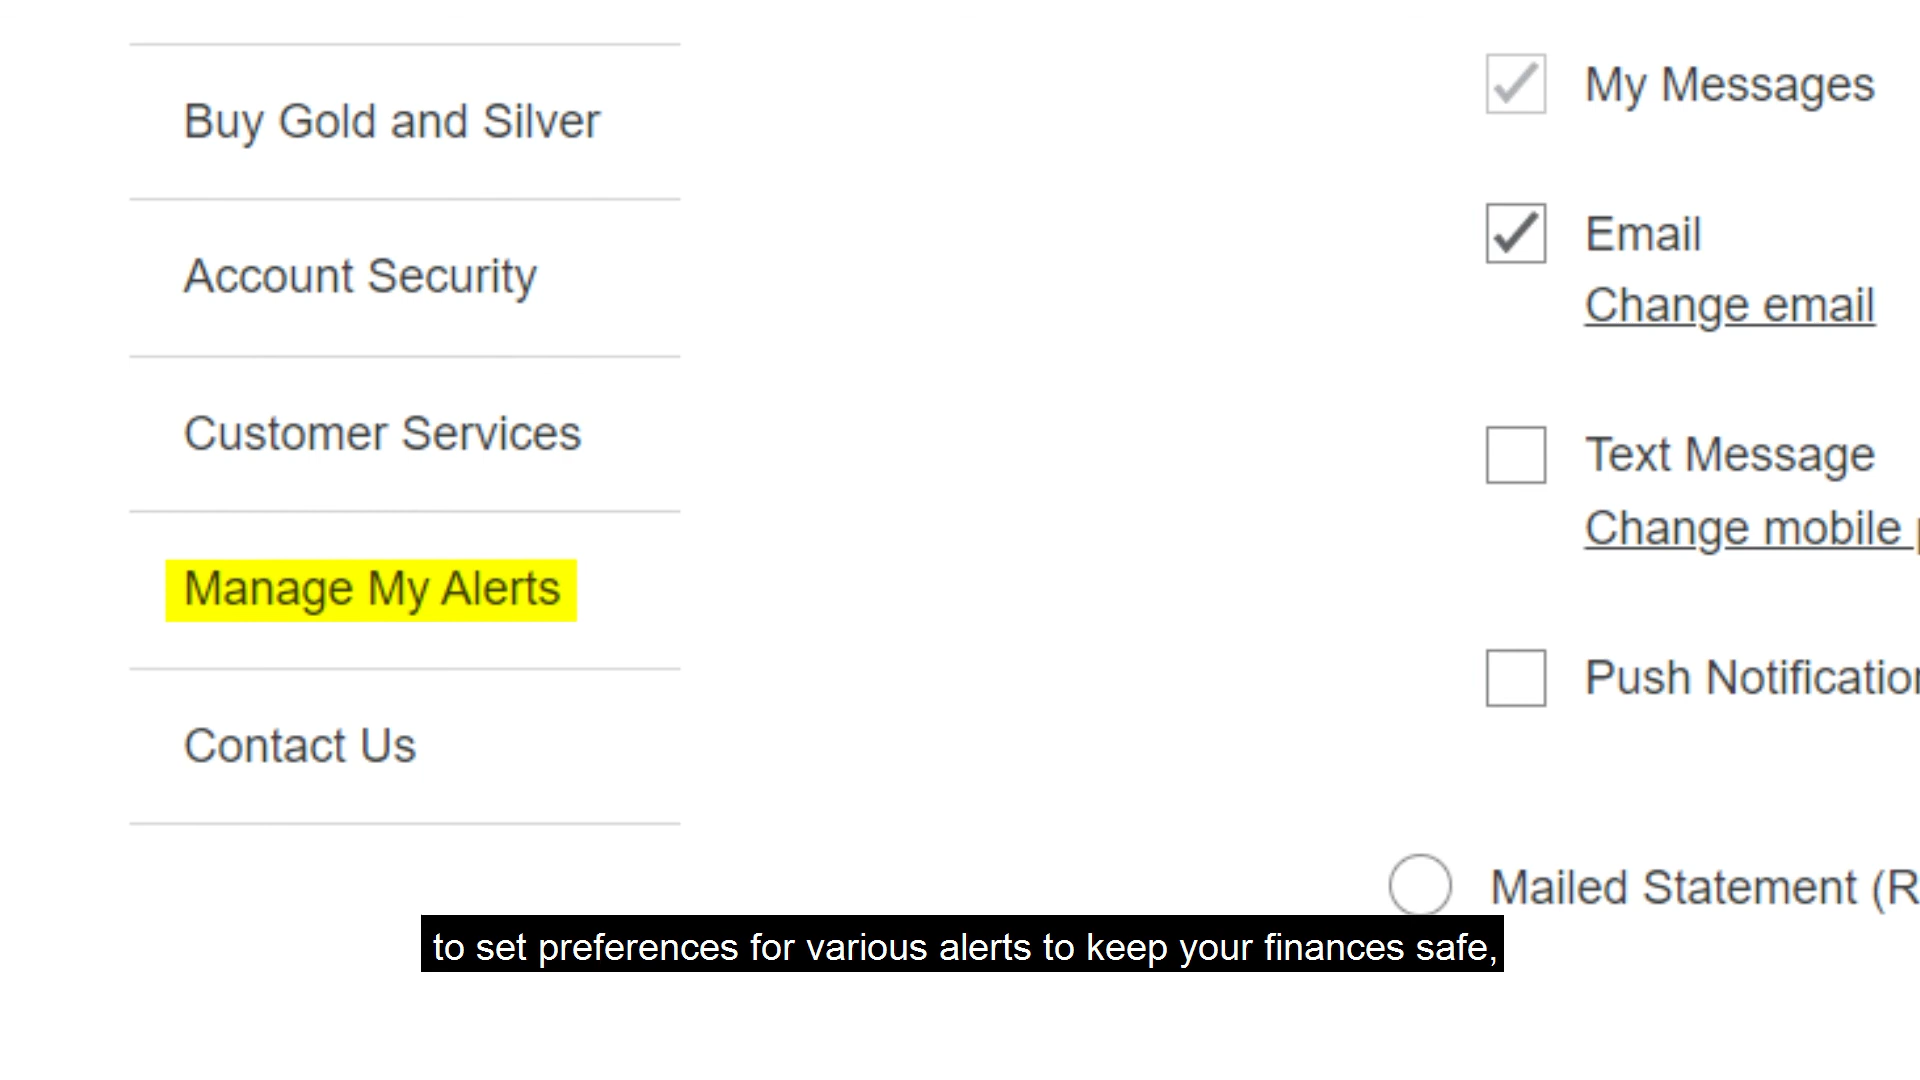 Buy Gold and Silver
Account Security
Customer Services
Manage My Alerts
Contact Us
My Messages
Email
Change email
Text Message
Change mobile
Push
Mailed Statement
to set preferences for various alerts to keep your finances safe,